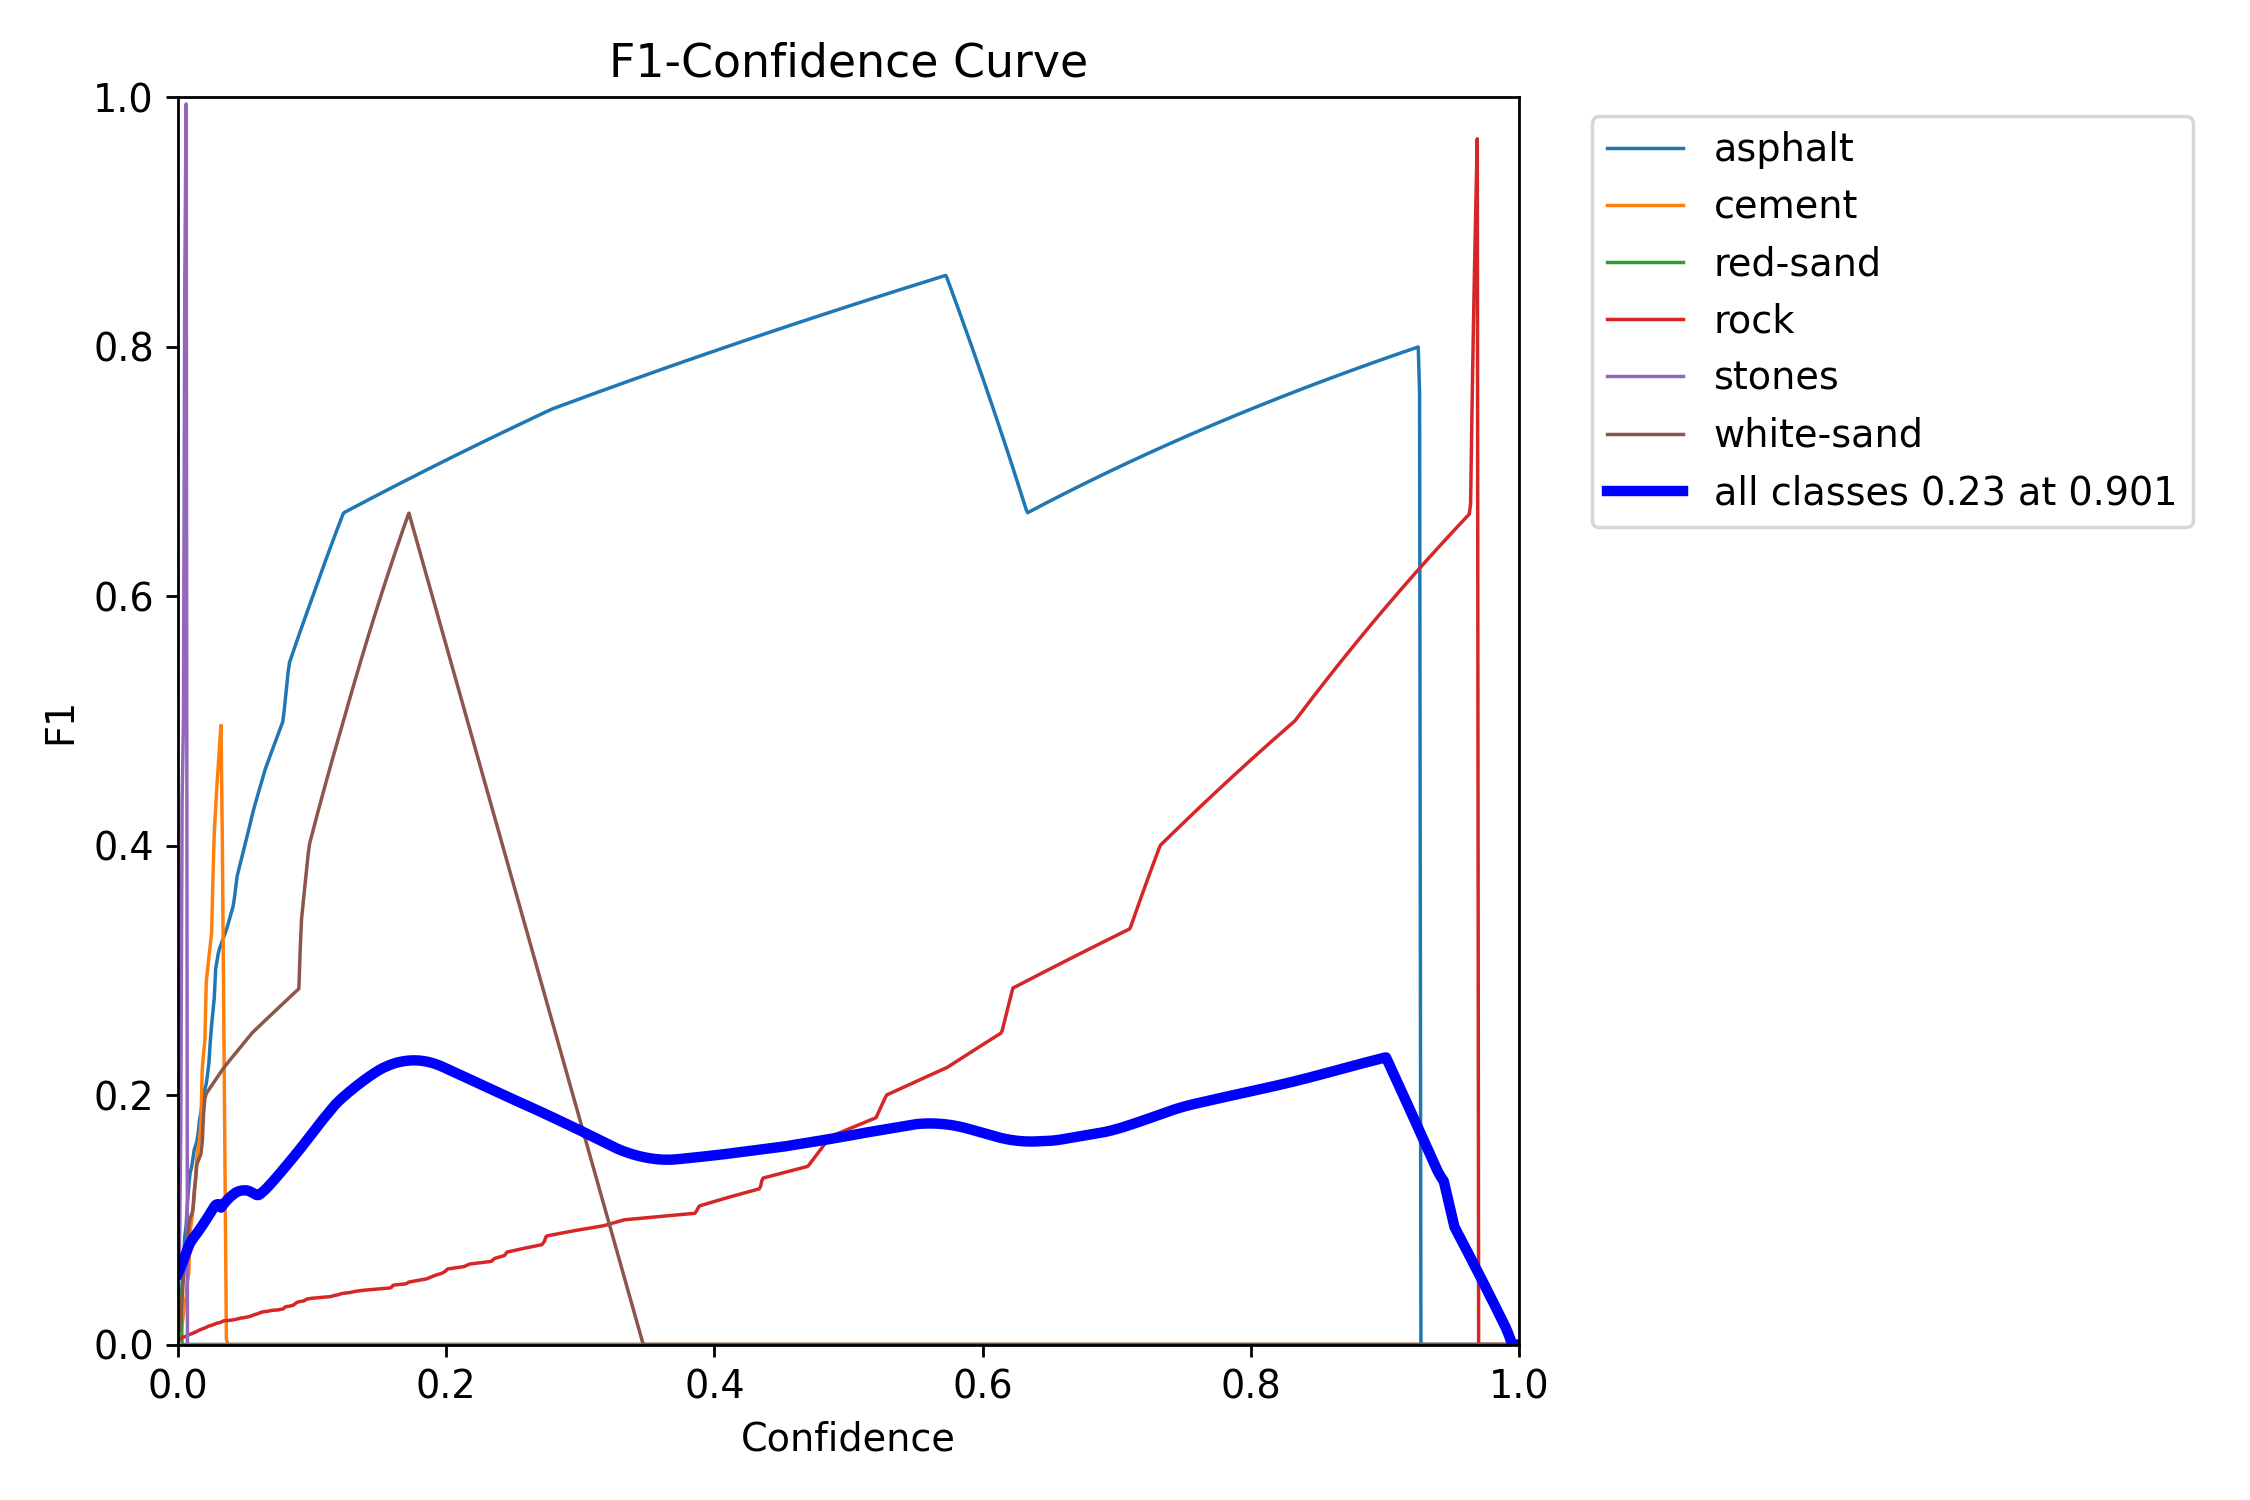 F1-Confidence Curve
1.0
0.8
0.6
0.4
0.2
0.0
F1
0.0 0.2 0.4 0.6 0.8 1.0
Confidence
asphalt
cement
red-sand
rock
stones
white-sand
all classes 0.23 at 0.901